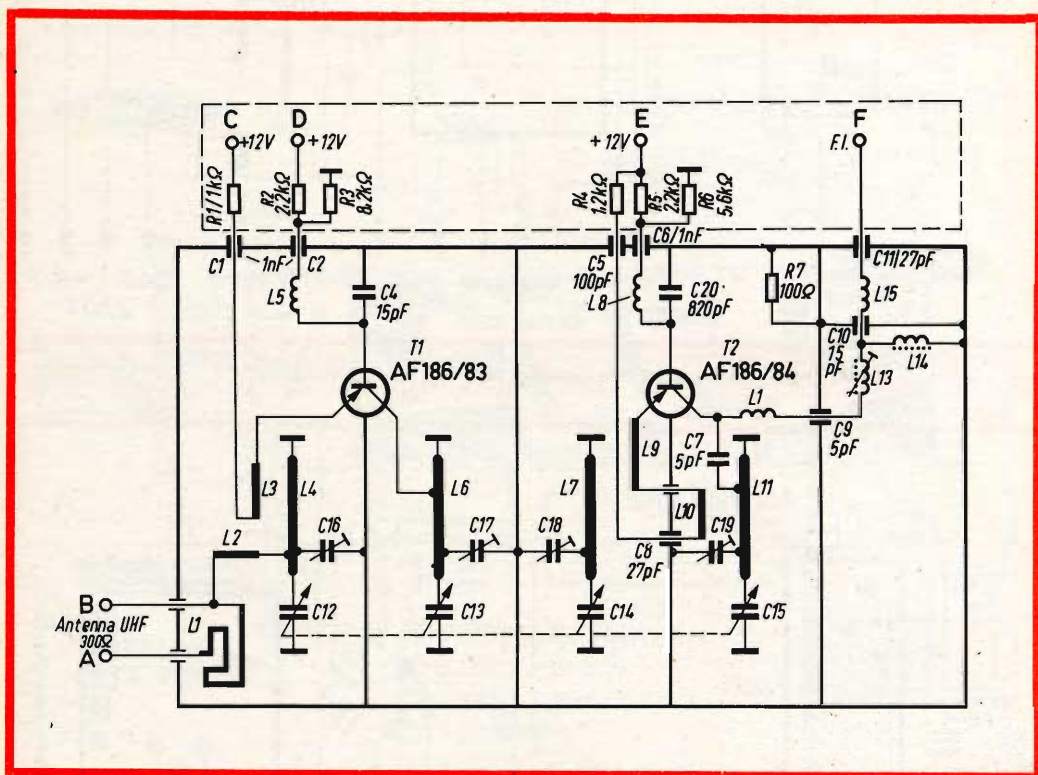 C
D
E
F
+12V
+12V
+12V
F.I.
R1/1kΩ
R2
2,2kΩ
R3
8,2kΩ
R4
1,2kΩ
R5
2,2kΩ
R6
5,6kΩ
C1
1nF
C2
C5
100pF
C6/1nF
C11/27pF
L5
C4
15pF
L8
C20
820pF
R7
100Ω
L15
C10
15
pF
L14
L13
T1
AF186/83
T2
AF186/84
L1
C9
5pF
L9
C7
5pF
L11
L3
L4
L6
L7
L10
L2
C16
C17
C18
C8
27pF
C19
C12
C13
C14
C15
B
Antenna UHF
300Ω
A
L1